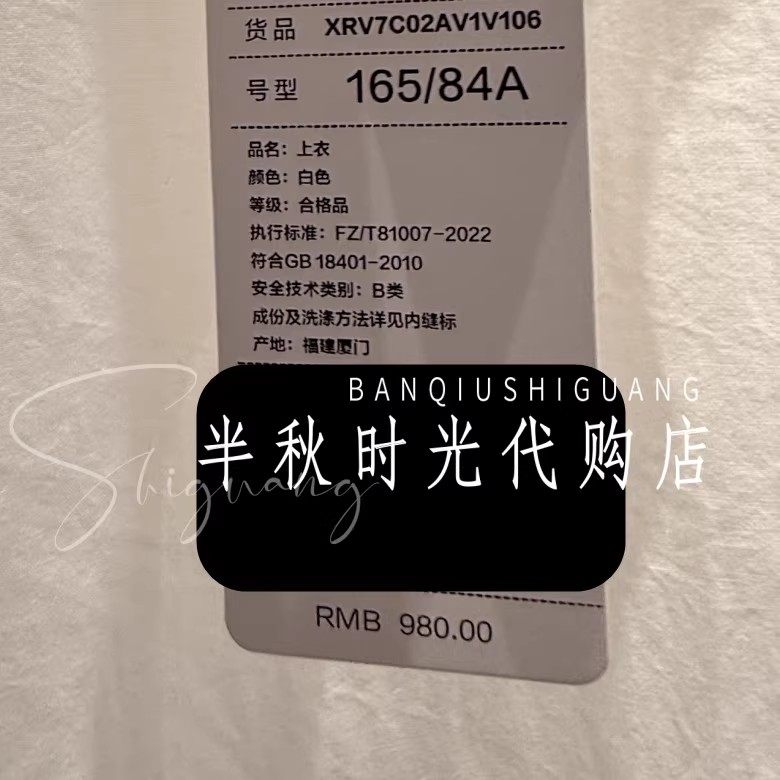 货品 XRV7C02AV1V106
号型 165/84A
品名：上衣
颜色：白色
等级：合格品
执行标准：FZ/T81007-2022
符合GB 18401-2010
安全技术类别：B类
成份及洗涤方法详见内缝标
产地：福建厦门
BANQIUSHIGUANG
半秋时光代购店
Shiguang
RMB 980.00